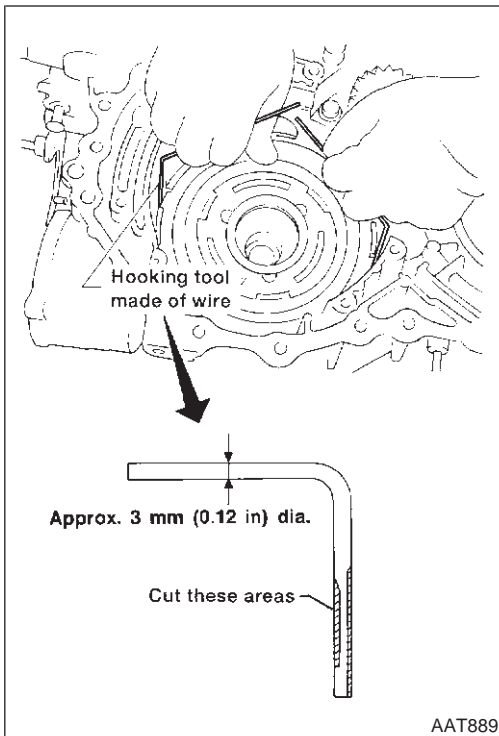 Hooking tool
made of wire
Approx. 3 mm (0.12 in) dia.
Cut these areas
AAT889